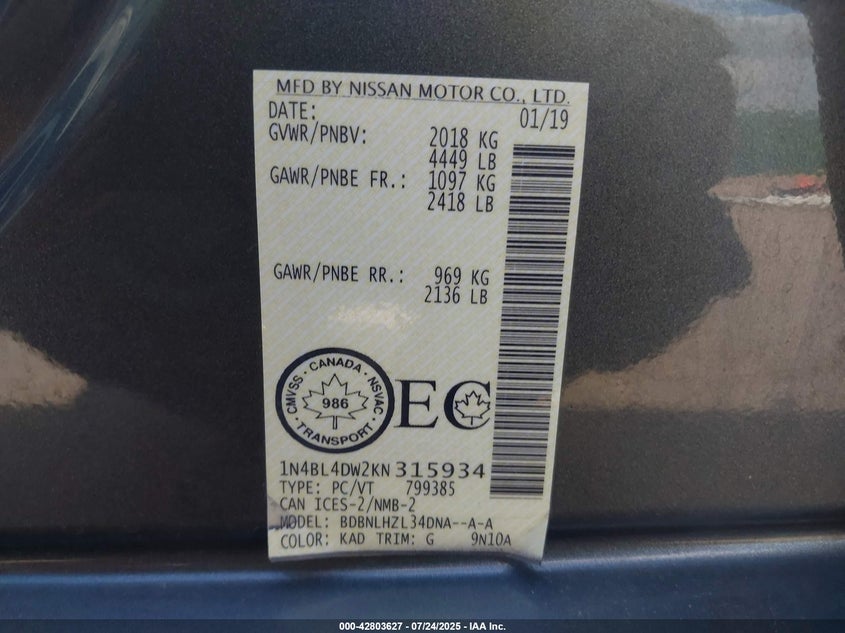 MFD BY NISSAN MOTOR CO., LTD.
DATE: 01/19
GVWR/PNBV: 2018 KG
4449 LB
GAWR/PNBE FR.: 1097 KG
2418 LB
GAWR/PNBE RR.: 969 KG
2136 LB
CMVSS · CANADA · NSVAC · TRANSPORT ·
986
EC
1N4BL4DW2KN315934
TYPE: PC/VT 799385
CAN ICES-2/NMB-2
MODEL: BDBNLHZL34DNA--A-A
COLOR: KAD TRIM: G 9N10A
000-42803627 - 07/24/2025 - IAA Inc.